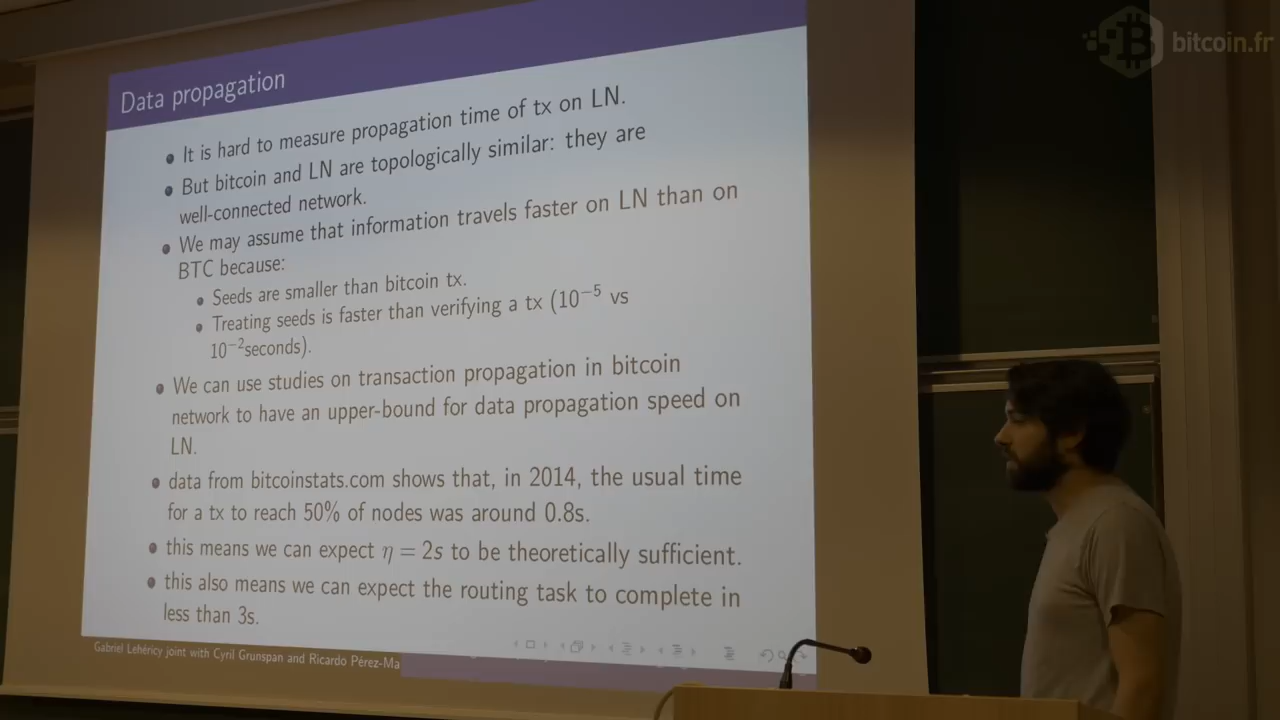 bitcoin.fr
Data propagation
It is hard to measure propagation time of tx on LN.
But bitcoin and LN are topologically similar: they are
well-connected network.
We may assume that information travels faster on LN than on
BTC because:
Seeds are smaller than bitcoin tx.
Treating seeds is faster than verifying a tx (10⁻⁵ vs
10⁻²seconds).
We can use studies on transaction propagation in bitcoin
network to have an upper-bound for data propagation speed on
LN.
data from bitcoinstats.com shows that, in 2014, the usual time
for a tx to reach 50% of nodes was around 0.8s.
this means we can expect η = 2s to be theoretically sufficient.
this also means we can expect the routing task to complete in
less than 3s.
Gabriel Lehéricy joint with Cyril Grunspan and Ricardo Pérez-Ma